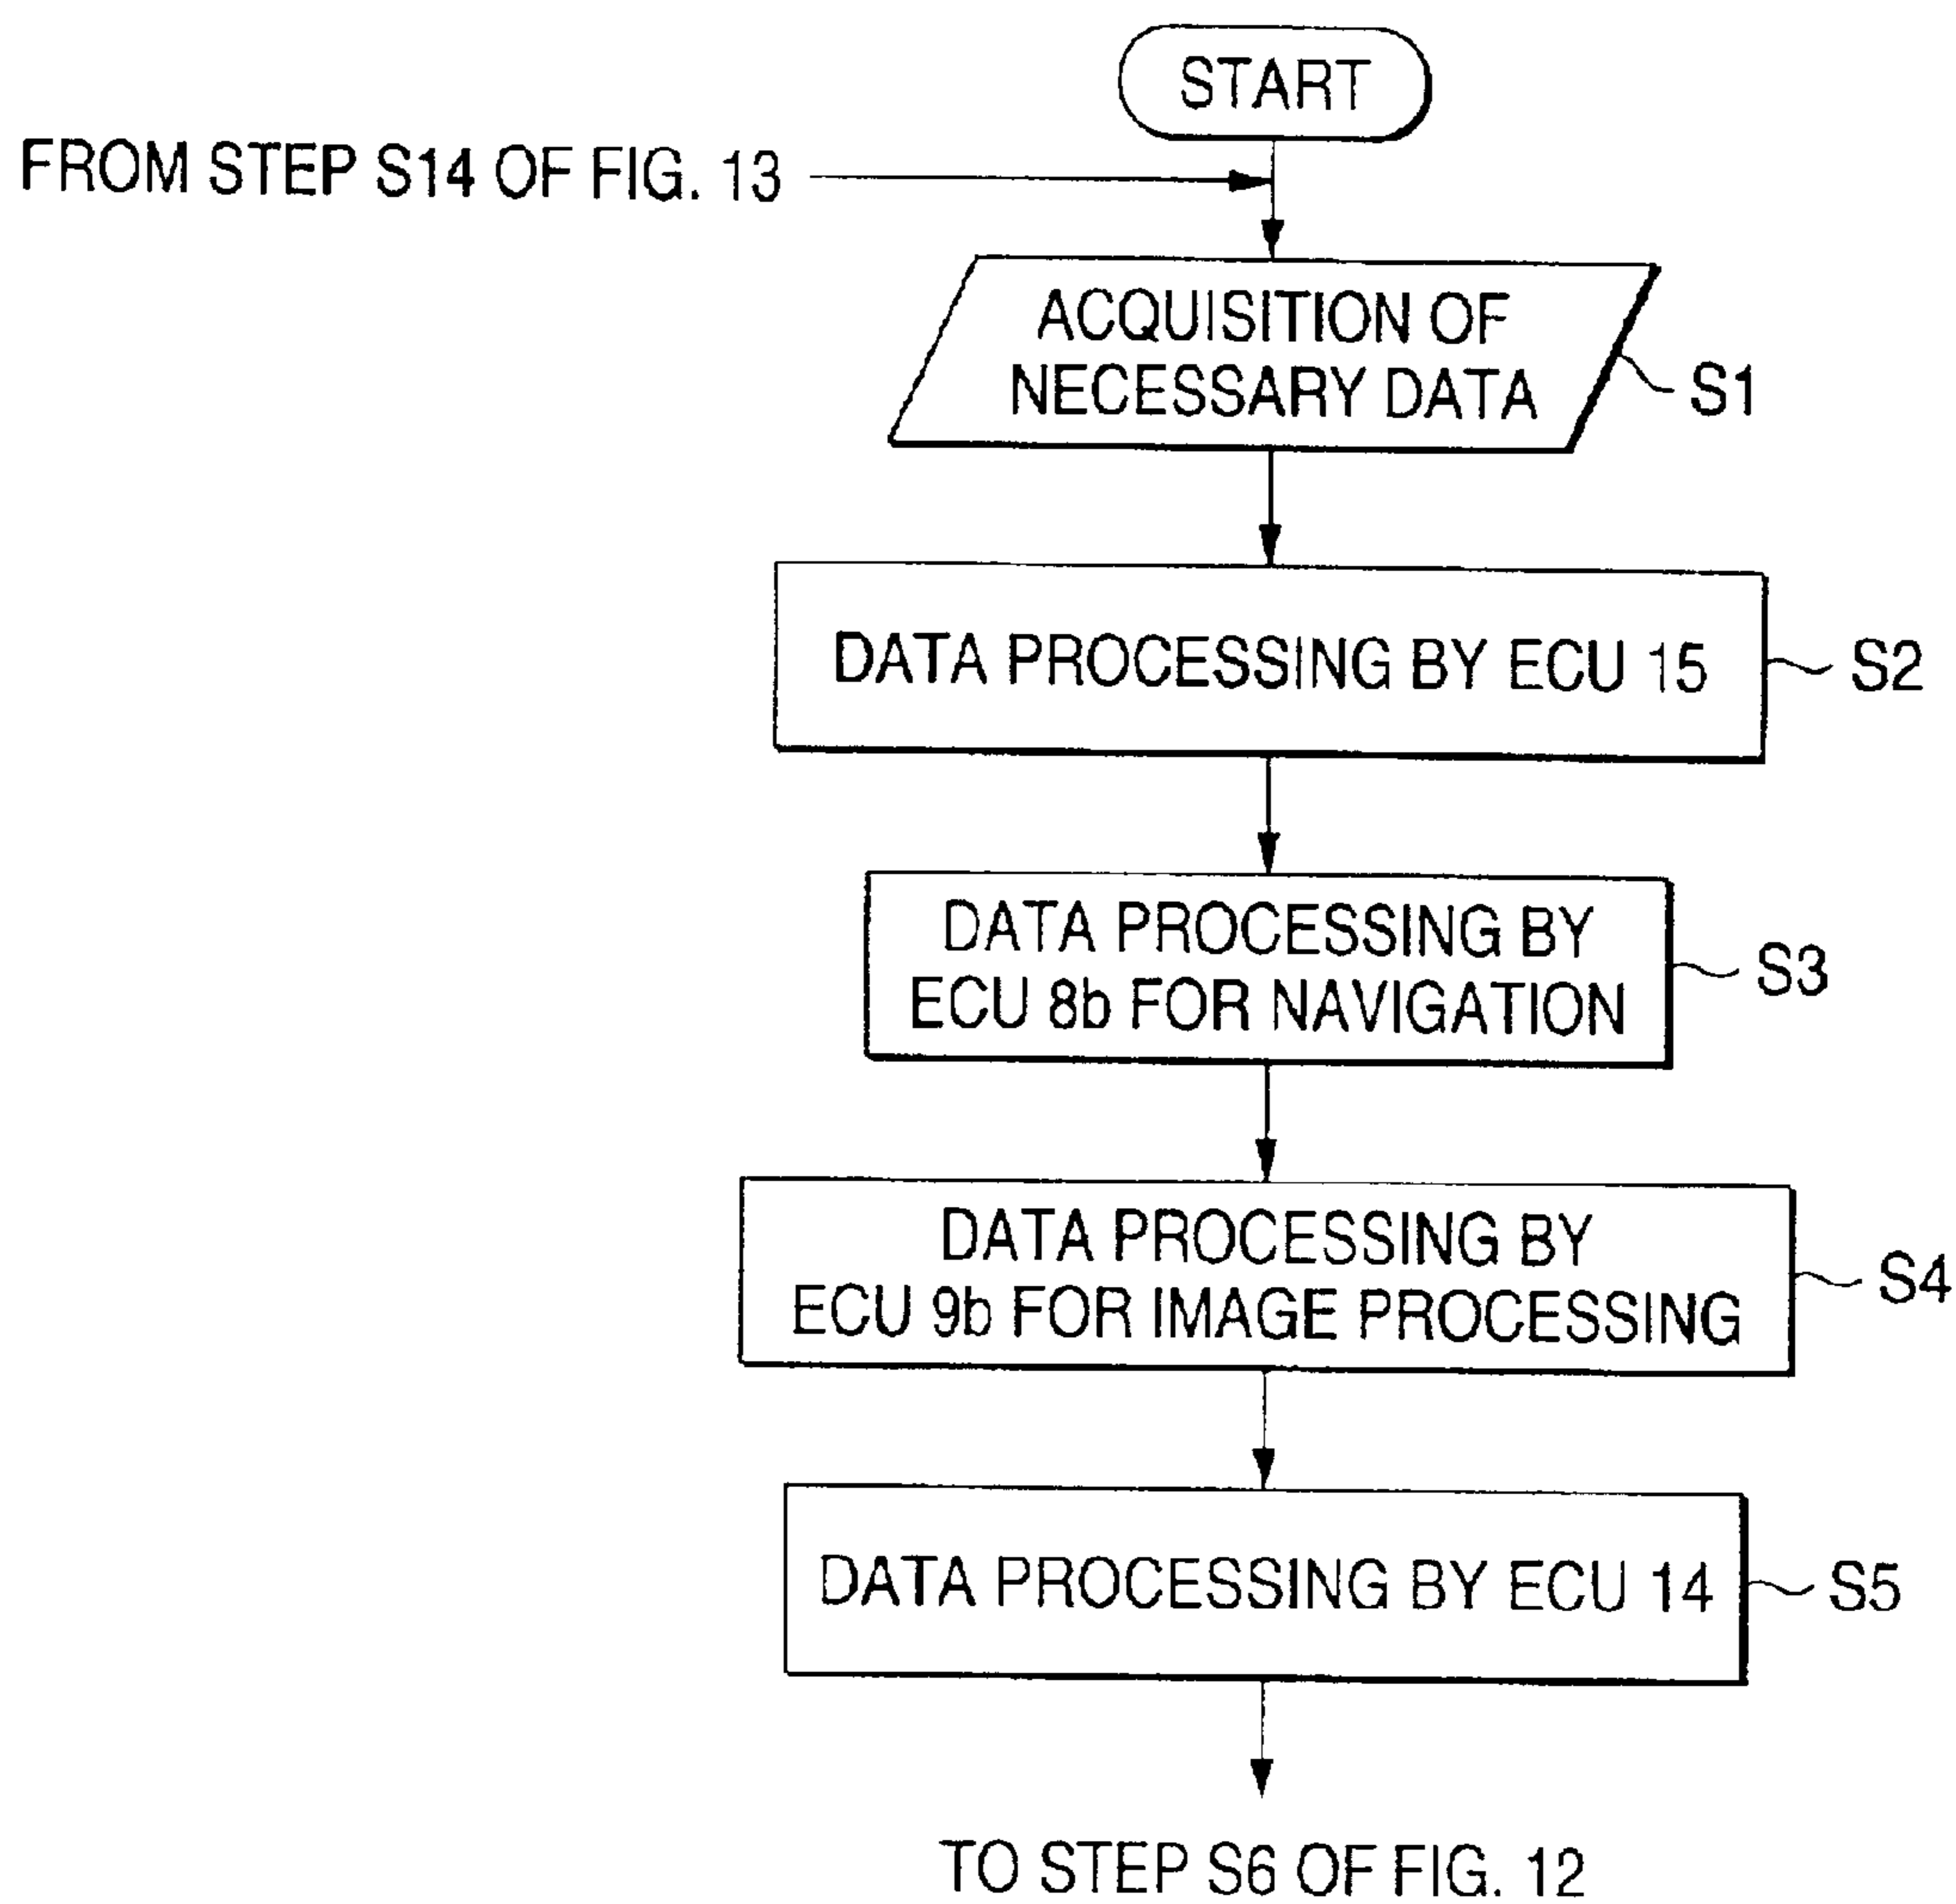 START
FROM STEP S14 OF FIG. 13
ACQUISITION OF
NECESSARY DATA
S1
DATA PROCESSING BY ECU 15
S2
DATA PROCESSING BY
ECU 8b FOR NAVIGATION
S3
DATA PROCESSING BY
ECU 9b FOR IMAGE PROCESSING
S4
DATA PROCESSING BY ECU 14
S5
TO STEP S6 OF FIG. 12